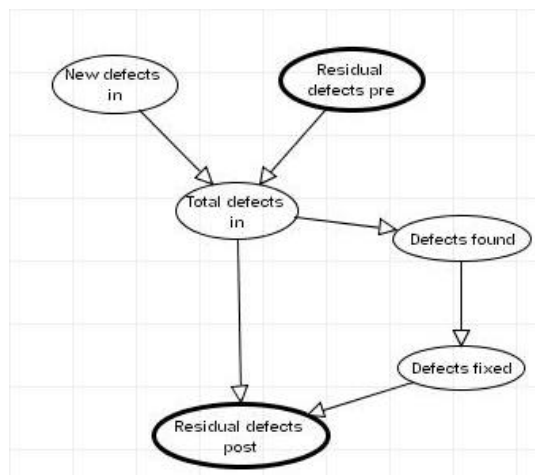 New defects
in
Residual
defects pre
Total defects
in
Defects found
Defects fixed
Residual defects
post